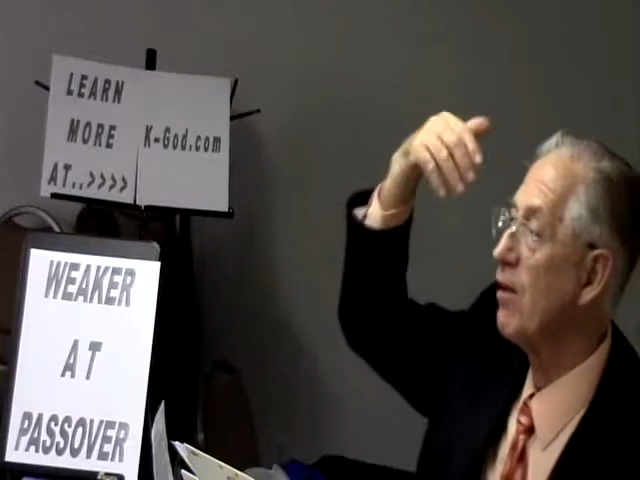 LEARN
MORE
AT..>>>>
K-God.com
WEAKER
AT
PASSOVER